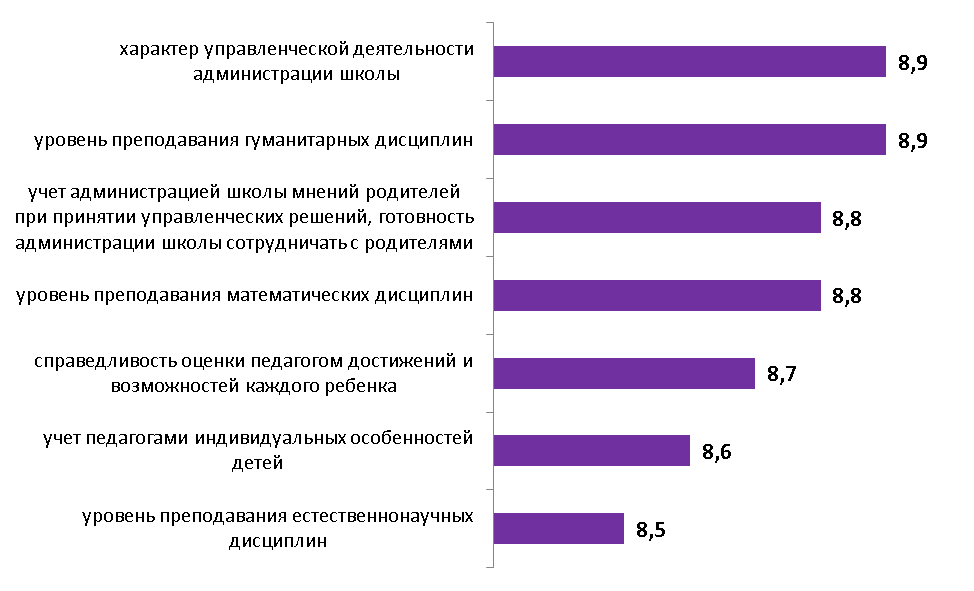 характер управленческой деятельности
администрации школы
8,9
уровень преподавания гуманитарных дисциплин
8,9
учет администрацией школы мнений родителей
при принятии управленческих решений, готовность
администрации школы сотрудничать с родителями
8,8
уровень преподавания математических дисциплин
8,8
справедливость оценки педагогом достижений и
возможностей каждого ребенка
8,7
учет педагогами индивидуальных особенностей
детей
8,6
уровень преподавания естественнонаучных
дисциплин
8,5